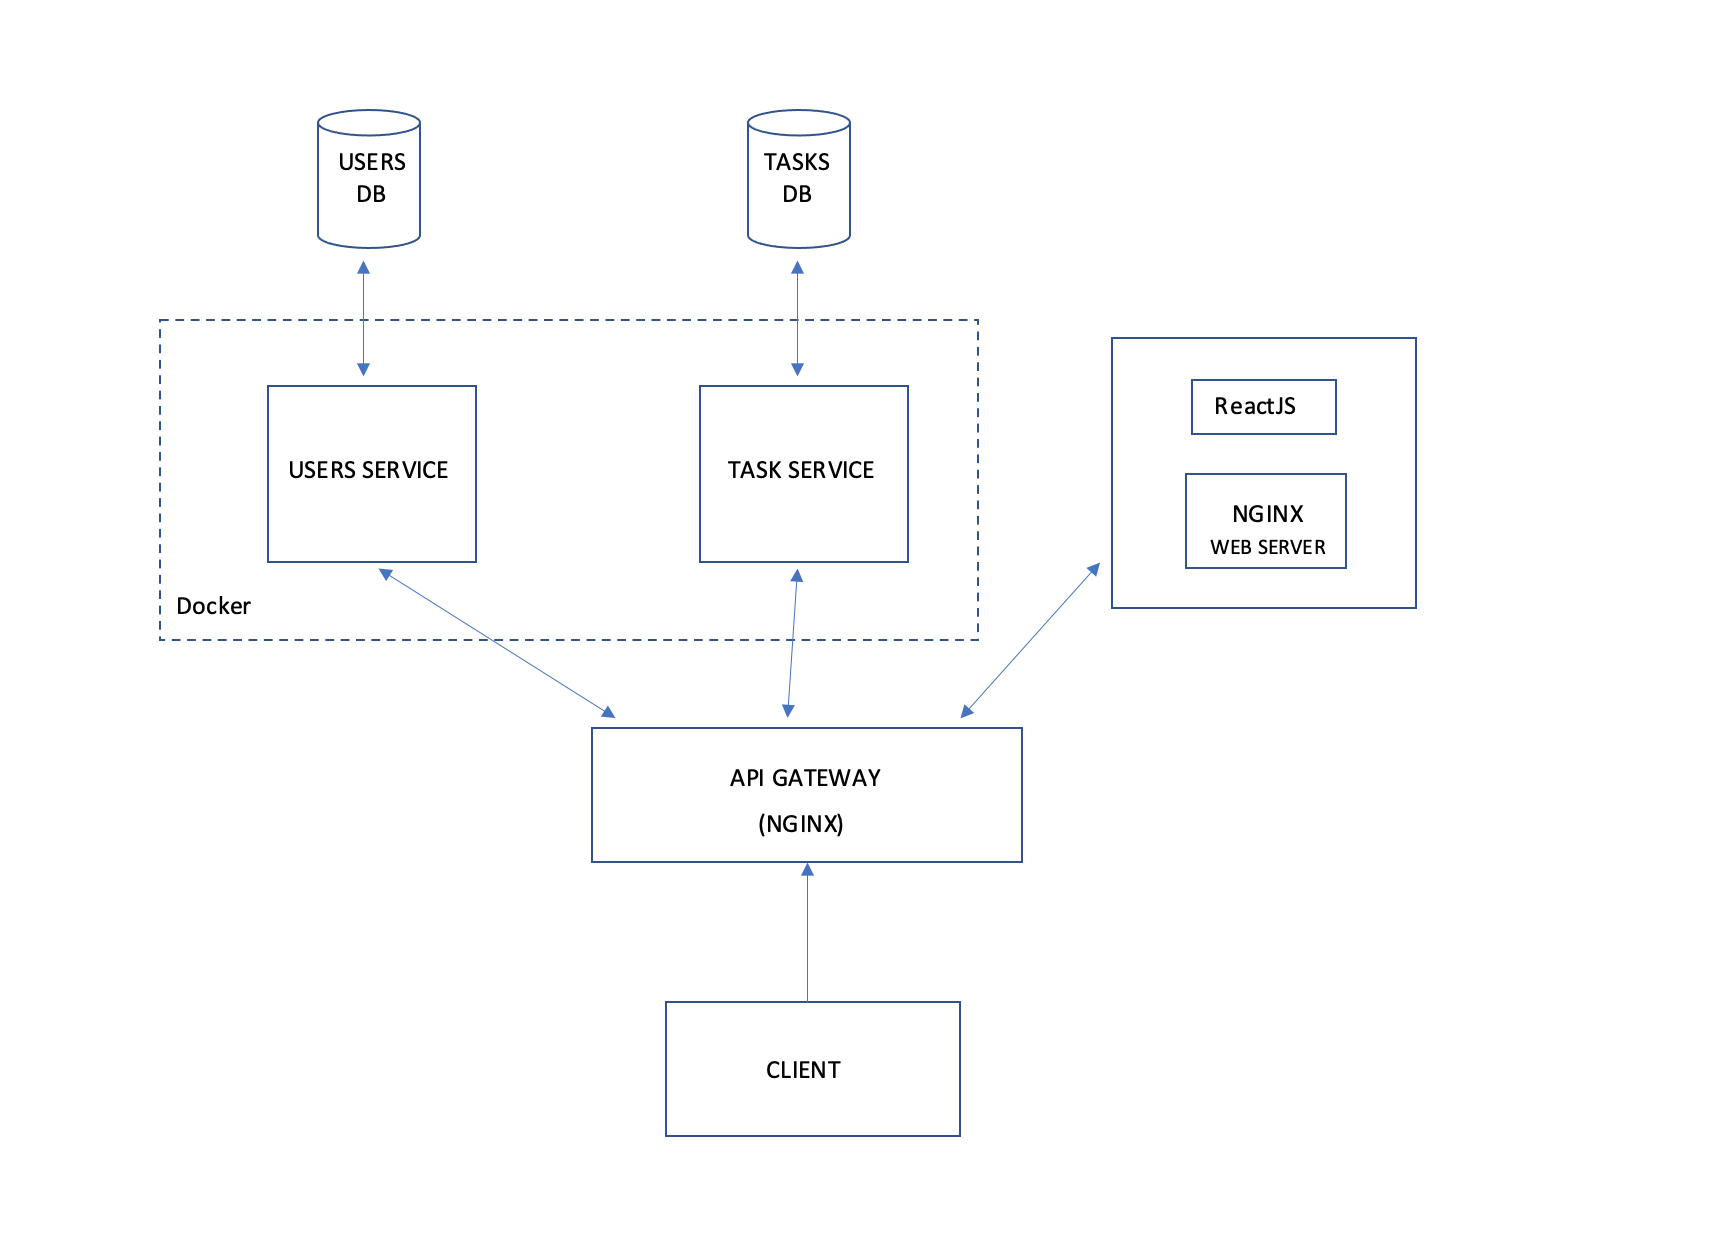 USERS
DB
TASKS
DB
USERS SERVICE
TASK SERVICE
Docker
ReactJS
NGINX
WEB SERVER
API GATEWAY
(NGINX)
CLIENT